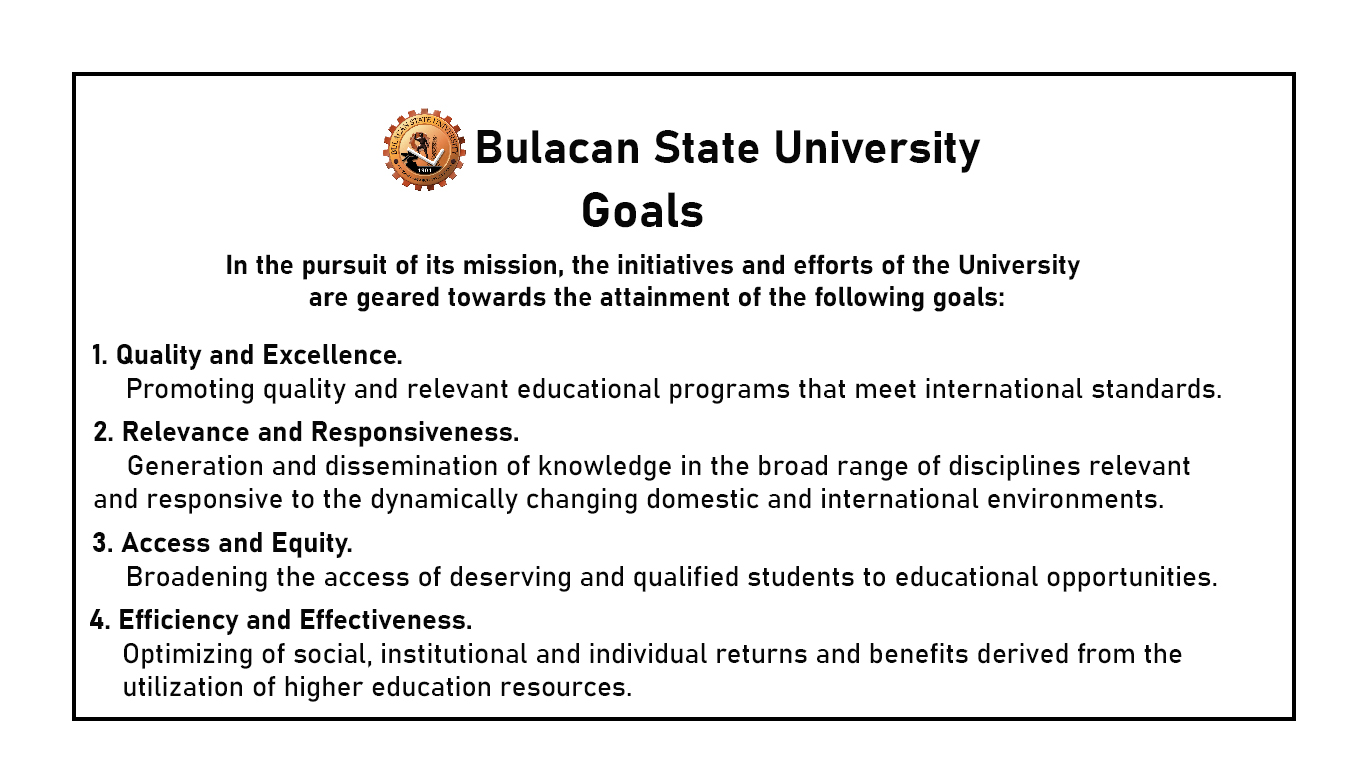 BULACAN STATE UNIVERSITY
1904
Bulacan State University
Goals
In the pursuit of its mission, the initiatives and efforts of the University
are geared towards the attainment of the following goals:
1. Quality and Excellence.
Promoting quality and relevant educational programs that meet international standards.
2. Relevance and Responsiveness.
Generation and dissemination of knowledge in the broad range of disciplines relevant
and responsive to the dynamically changing domestic and international environments.
3. Access and Equity.
Broadening the access of deserving and qualified students to educational opportunities.
4. Efficiency and Effectiveness.
Optimizing of social, institutional and individual returns and benefits derived from the
utilization of higher education resources.